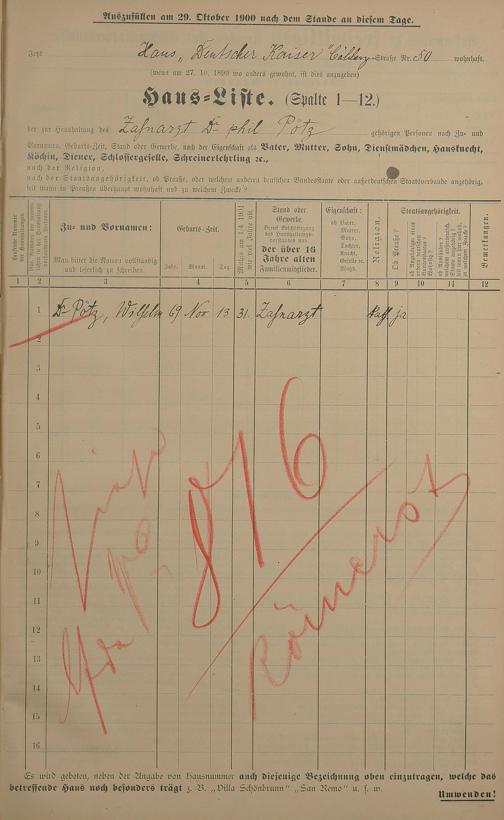 Auszufüllen am 29. Oktober 1900 nach dem Stande an diesem Tage.
Jetzt Haus „Deutscher Kaiser" Straße Nr. 50 wohnhaft.
(wenn am 27. 10. 1899 wo anders gewohnt, ist dies anzugeben)
Haus-Liste. (Spalte 1—12.)
der zur Haushaltung des Zahnarzt Dr phil Pötz gehörigen Personen nach Zu- und
Vornamen, Geburts-Zeit, Stand oder Gewerbe, nach der Eigenschaft als Vater, Mutter, Sohn, Dienstmädchen, Hausknecht,
Köchin, Diener, Schlossergeselle, Schreinerlehrling ꝛc.,
nach der Religion,
nach der Staatsangehörigkeit, ob Preuße, oder welchem anderen deutschen Bundesstaate oder außerdeutschen Staatsverbande angehörig,
seit wann in Preußen überhaupt wohnhaft und zu welchem Zweck?
Zu- und Vornamen:
Man bittet die Namen vollständig
und leserlich zu schreiben.
Geburts-Zeit.
Jahr. Monat. Tag.
Stand oder
Gewerbe
der über 16
Jahre alten
Familienmitglieder.
Eigenschaft:
ob Vater,
Mutter,
Sohn,
Tochter,
Knecht,
Geselle etc.
Magd.
Religion.
Ob Preuße?
Staatsangehörigkeit.
Bemerkungen.
1 2 3 4 5 6 7 8 9 10 11 12
1 Dr Pötz, Wilhelm 69 Nov 13 31. Zahnarzt Kath. ja
2
3
4
5
6
7
8
9
10
11
12
13
14
15
16
876
Es wird gebeten, neben der Angabe von Hausnummer auch diejenige Bezeichnung oben einzutragen, welche das
betreffende Haus noch besonders trägt z. B. „Villa Schönbrunn" „San Remo" u. s. w.
Umwenden!